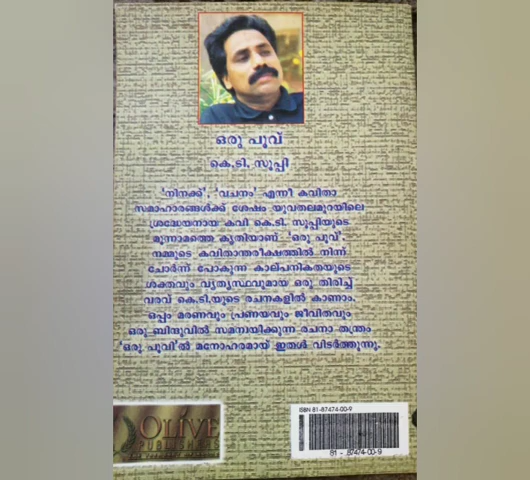 ഒരു പൂവ്
കെ.ടി. സൂപ്പി
'നിനക്ക്', 'വചനം' എന്നീ കവിതാ
സമാഹാരങ്ങൾക്ക് ശേഷം യുവതലമുറയിലെ
ശ്രദ്ധേയനായ കവി കെ.ടി. സൂപ്പിയുടെ
മൂന്നാമത്തെ കൃതിയാണ് 'ഒരു പൂവ്'.
നമ്മുടെ കവിതാന്തരീക്ഷത്തിൽ നിന്ന്
ചോർന്ന് പോകുന്ന കാല്പനികതയുടെ
ശക്തവും വ്യത്യസ്ഥവുമായ ഒരു തിരിച്ച്
വരവ് കെ.ടി.യുടെ രചനകളിൽ കാണാം.
ഒപ്പം മരണവും പ്രണയവും ജീവിതവും
ഒരു ബിന്ദുവിൽ സമന്വയിക്കുന്ന രചനാ തന്ത്രം
'ഒരു പൂവി'ൽ മനോഹരമായ് ഇതൾ വിടർത്തുന്നു.
OLIVE
PUBLISHERS
ISBN 81-87474-00-9
81-87474-00-9